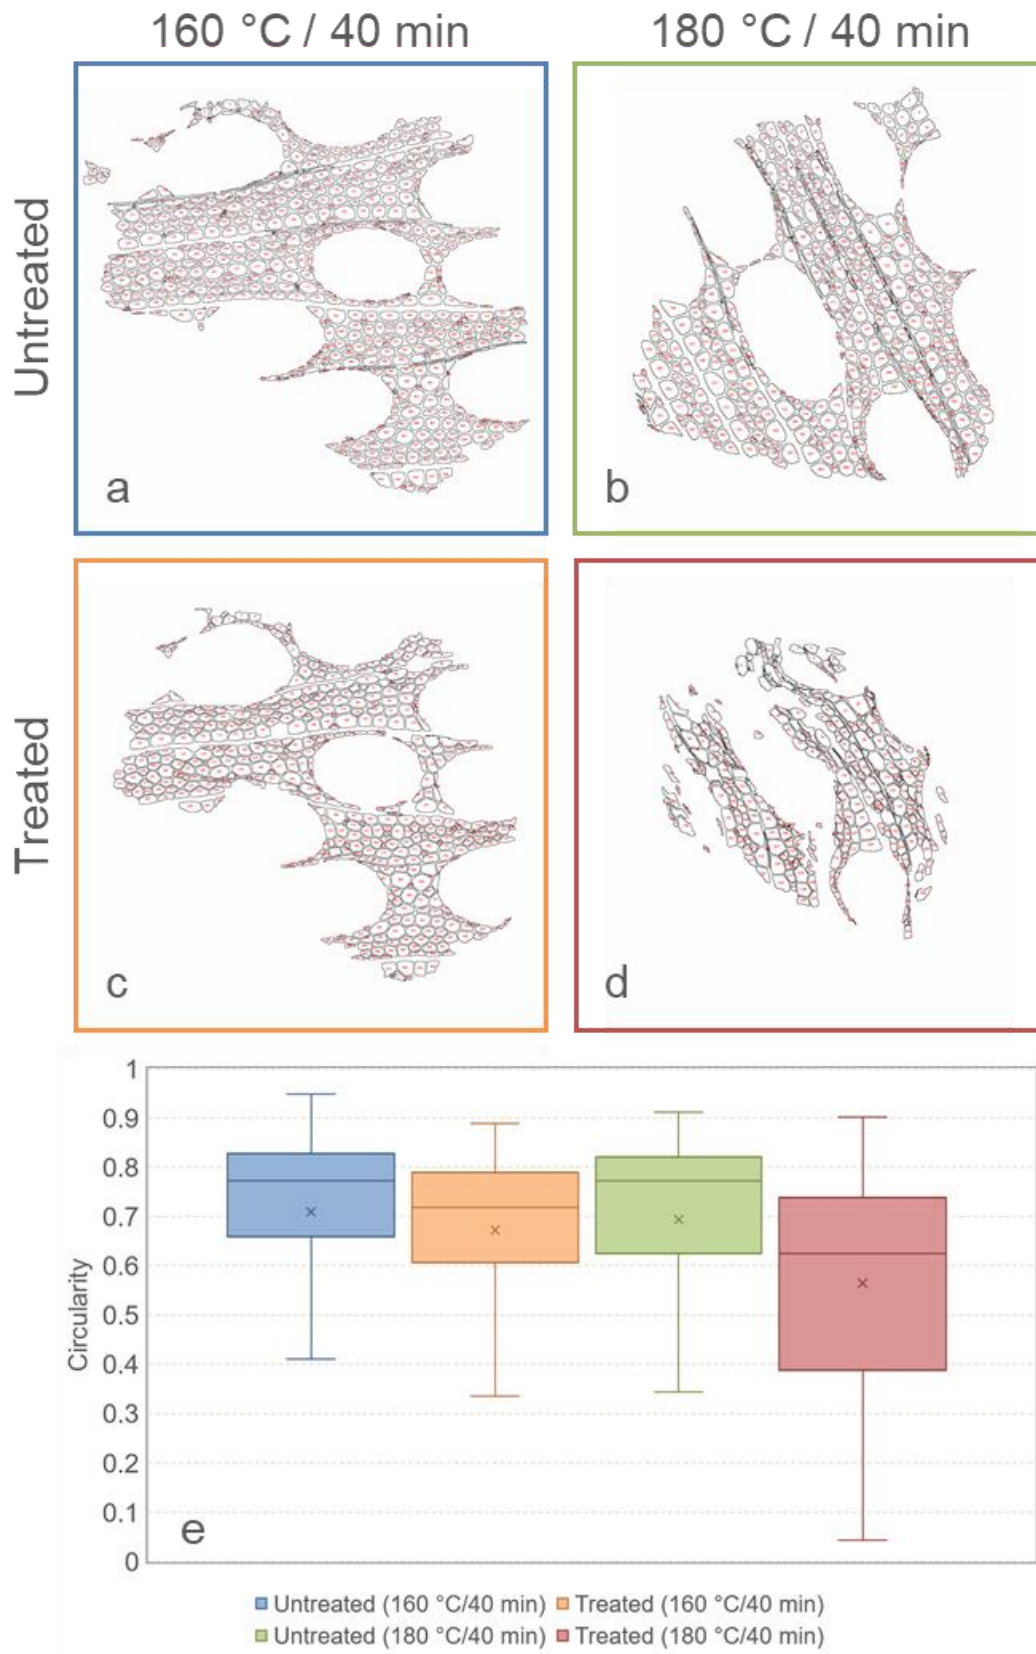 160 °C / 40 min
180 °C / 40 min
Untreated
a
b
Treated
c
d
1
0.9
0.8
0.7
0.6
0.5
0.4
0.3
0.2
0.1
0
Circularity
e
Untreated (160 °C/40 min)
Treated (160 °C/40 min)
Untreated (180 °C/40 min)
Treated (180 °C/40 min)